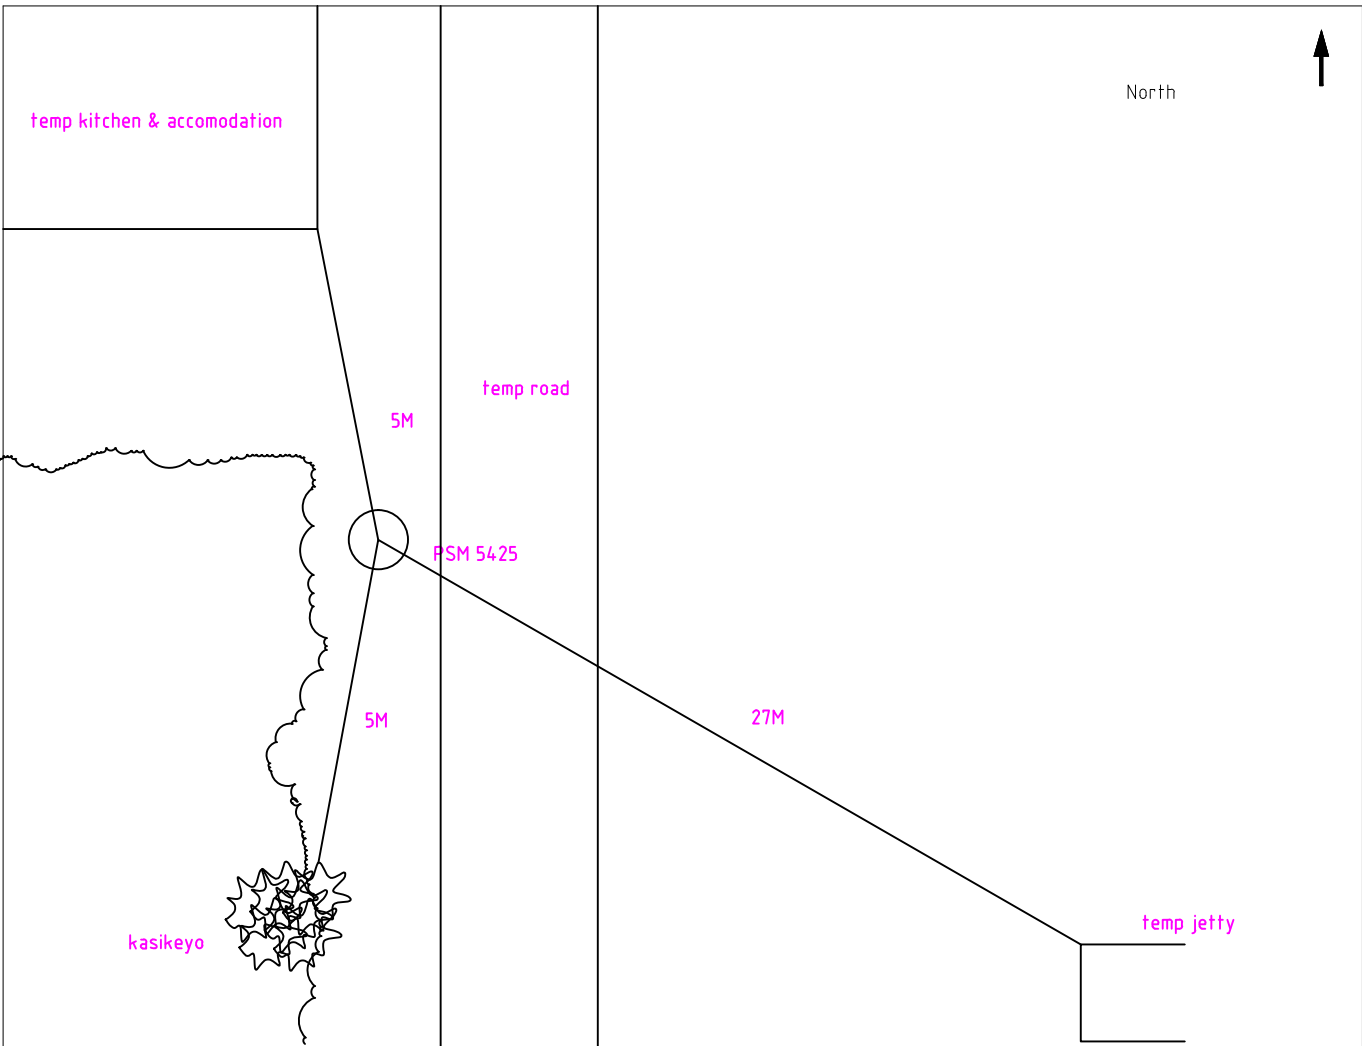 North
temp kitchen & accomodation
temp road
5M
PSM 5425
5M
27M
temp jetty
kasikeyo